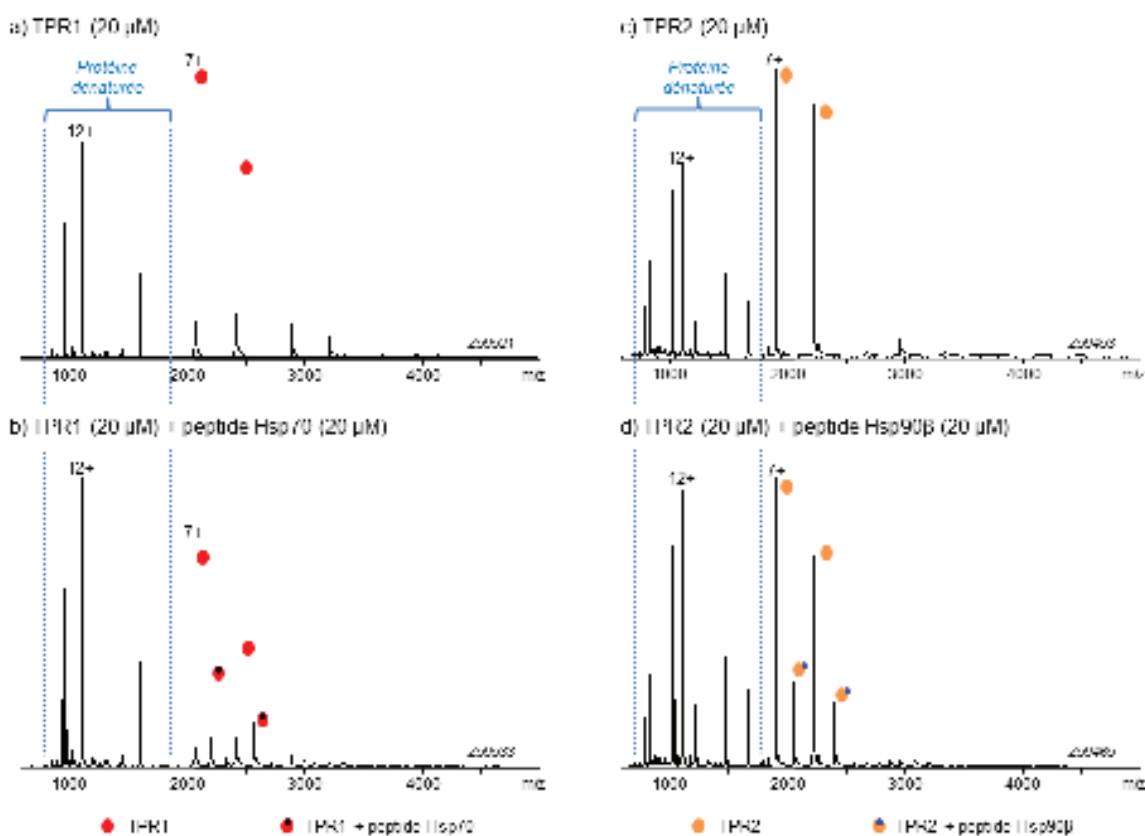 a) TPR1 (20 µM)
Protéine
dénaturée
7+
12+
1000 2000 3000 4000 m/z
b) TPR1 (20 µM) + peptide Hsp70 (20 µM)
12+
7+
1000 2000 3000 4000
c) TPR2 (20 µM)
Protéine
dénaturée
7+
12+
1000 2000 3000 4000 m/z
d) TPR2 (20 µM) + peptide Hsp90β (20 µM)
12+
7+
1000 2000 3000 4000 m/z
TPR1 TPR1 + peptide Hsp70 TPR2 TPR2 + peptide Hsp90β